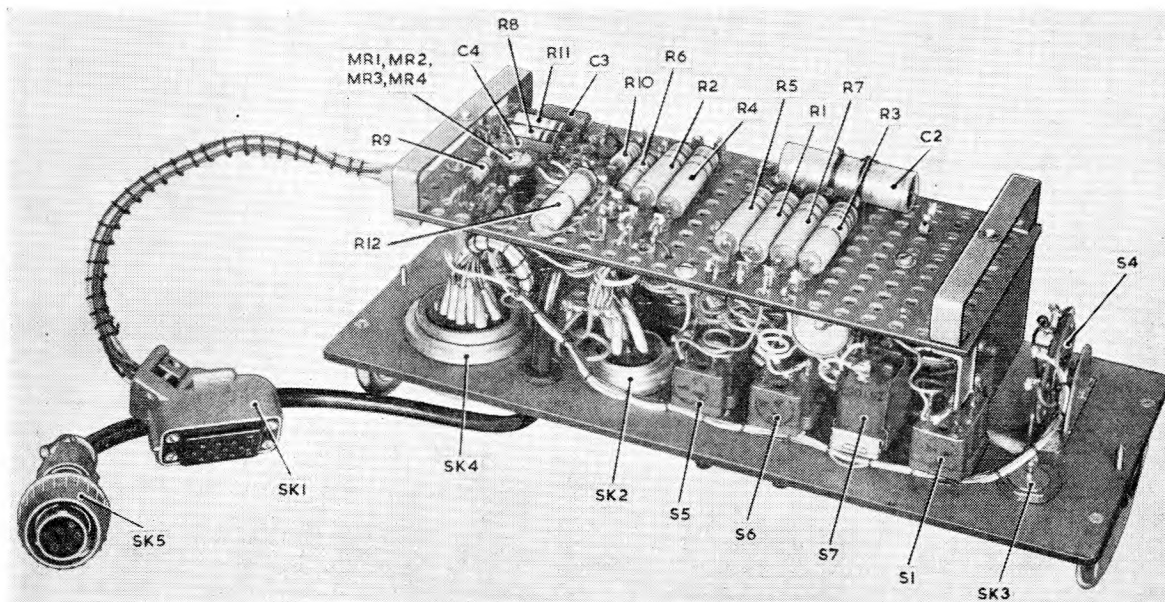 R8
R11
C4
C3
MR1, MR2,
MR3, MR4
R10
R6
R2
R4
R5
R1
R7
R3
C2
R9
R12
S4
SK4
SK1
SK2
S5
S6
S7
S1
SK3
SK5